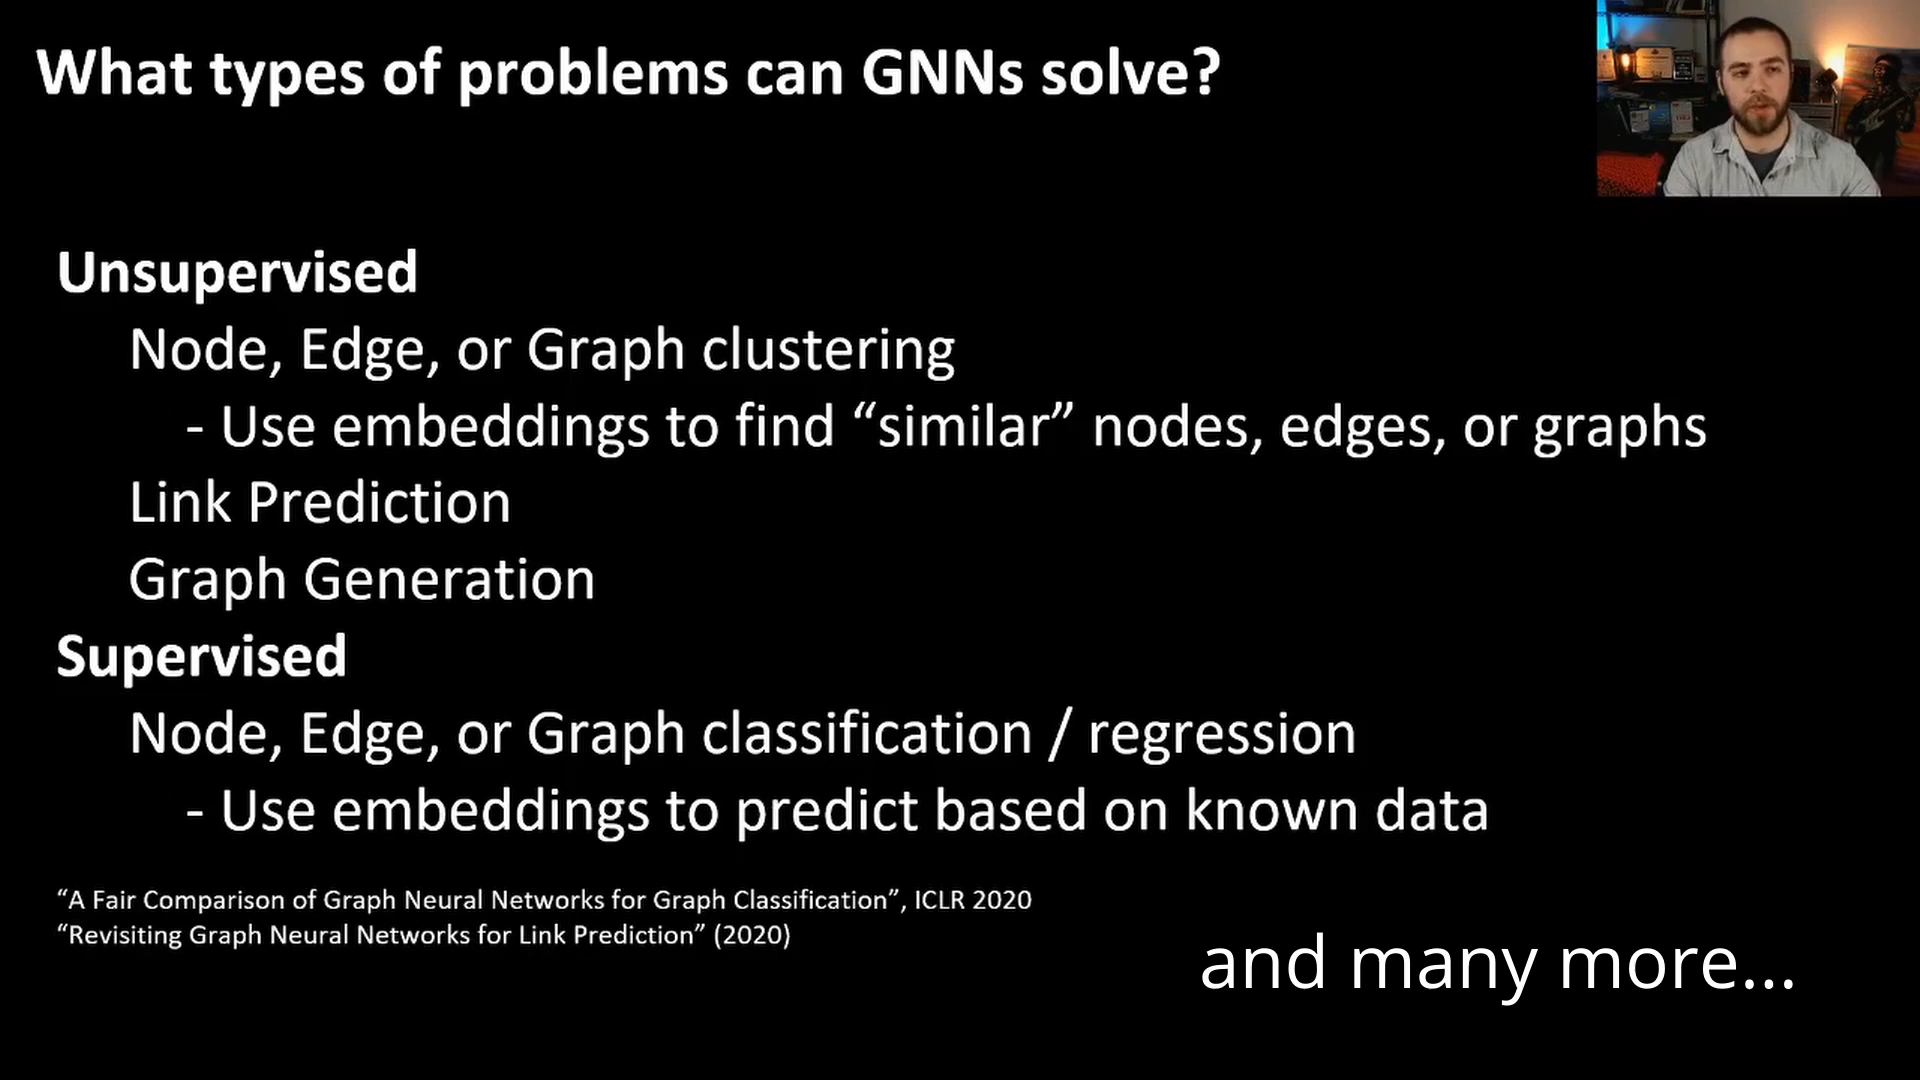 What types of problems can GNNs solve?
Unsupervised
Node, Edge, or Graph clustering
- Use embeddings to find “similar” nodes, edges, or graphs
Link Prediction
Graph Generation
Supervised
Node, Edge, or Graph classification / regression
- Use embeddings to predict based on known data
“A Fair Comparison of Graph Neural Networks for Graph Classification”, ICLR 2020
“Revisiting Graph Neural Networks for Link Prediction” (2020)
and many more...